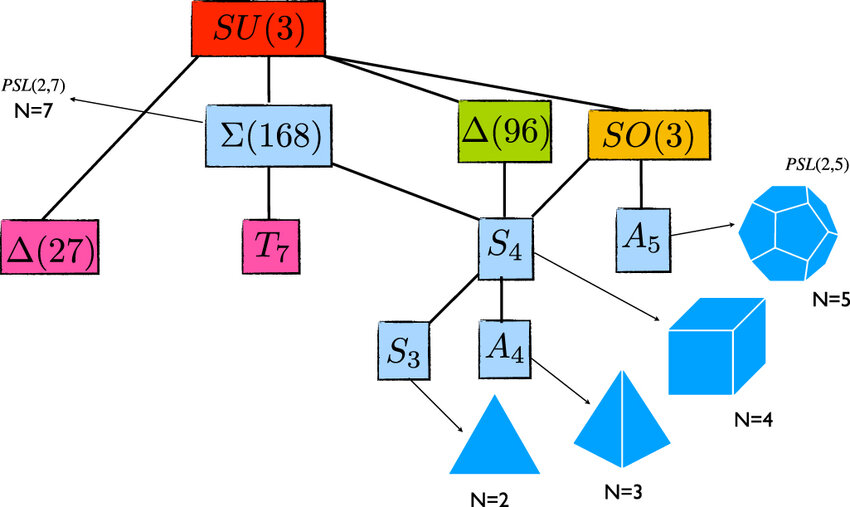 SU(3)
PSL(2,7)
N=7
Σ(168)
Δ(96)
SO(3)
PSL(2,5)
Δ(27)
T₇
S₄
A₅
N=5
S₃
A₄
N=4
N=3
N=2